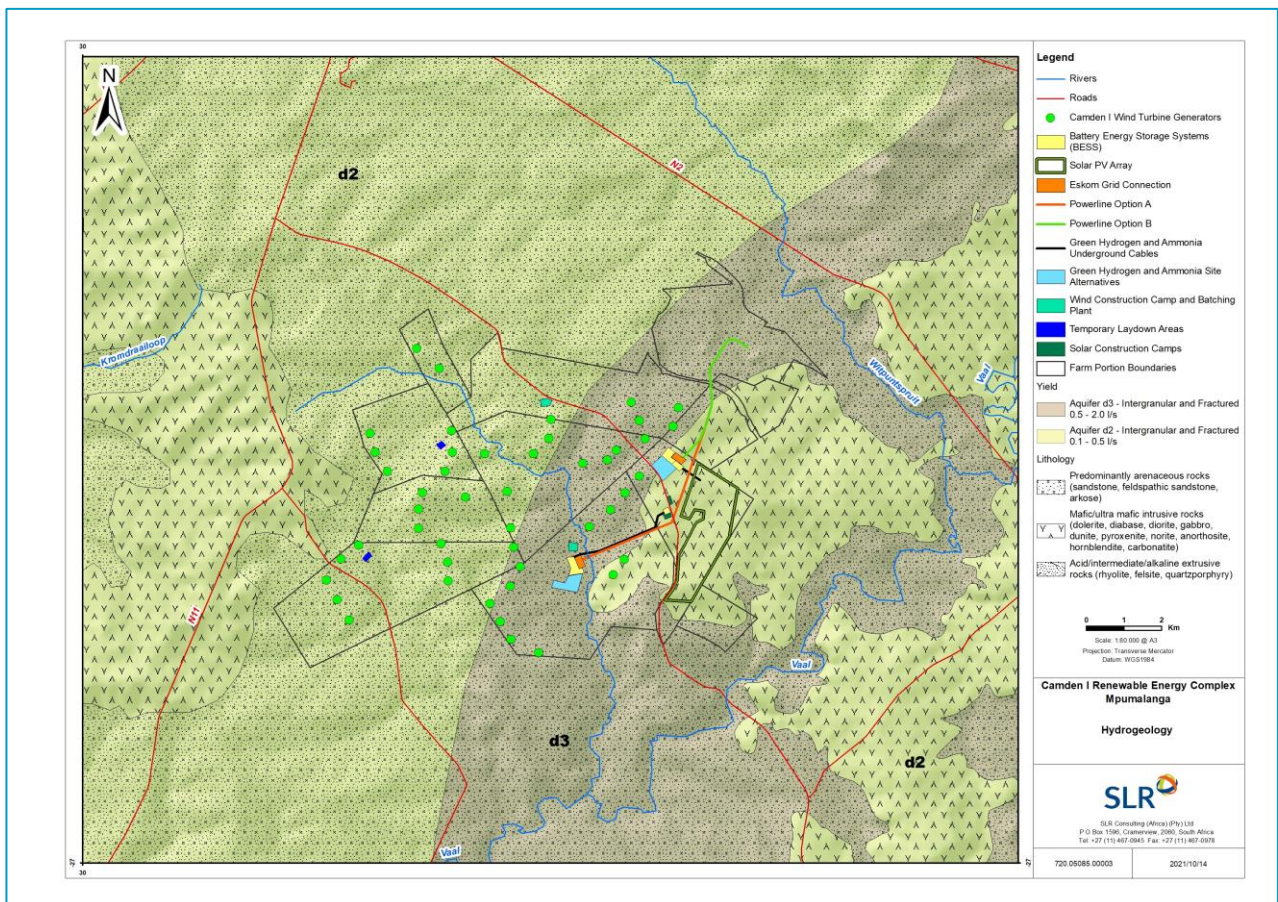 30
N
d2
N2
Kromdraailoop
Witpuntspruit
Vaal
N11
Vaal
d3
d2
Vaal
-27
-27
30
Legend
Rivers
Roads
Camden I Wind Turbine Generators
Battery Energy Storage Systems
(BESS)
Solar PV Array
Eskom Grid Connection
Powerline Option A
Powerline Option B
Green Hydrogen and Ammonia
Underground Cables
Green Hydrogen and Ammonia Site
Alternatives
Wind Construction Camp and Batching
Plant
Temporary Laydown Areas
Solar Construction Camps
Farm Portion Boundaries
Yield
Aquifer d3 - Intergranular and Fractured
0.5 - 2.0 l/s
Aquifer d2 - Intergranular and Fractured
0.1 - 0.5 l/s
Lithology
Predominantly arenaceous rocks
(sandstone, feldspathic sandstone,
arkose)
Mafic/ultra mafic intrusive rocks
(dolerite, diabase, diorite, gabbro,
dunite, pyroxenite, norite, anorthosite,
hornblendite, carbonatite)
Acid/intermediate/alkaline extrusive
rocks (rhyolite, felsite, quartzporphyry)
0 1 2
Km
Scale: 1:80 000 @ A3
Projection: Transverse Mercator
Datum: WGS1984
Camden I Renewable Energy Complex
Mpumalanga
Hydrogeology
SLR
SLR Consulting (Africa) (Pty) Ltd
P O Box 1596, Cramerview, 2060, South Africa
Tel: +27 (11) 467-0945 Fax: +27 (11) 467-0978
720.05085.00003
2021/10/14